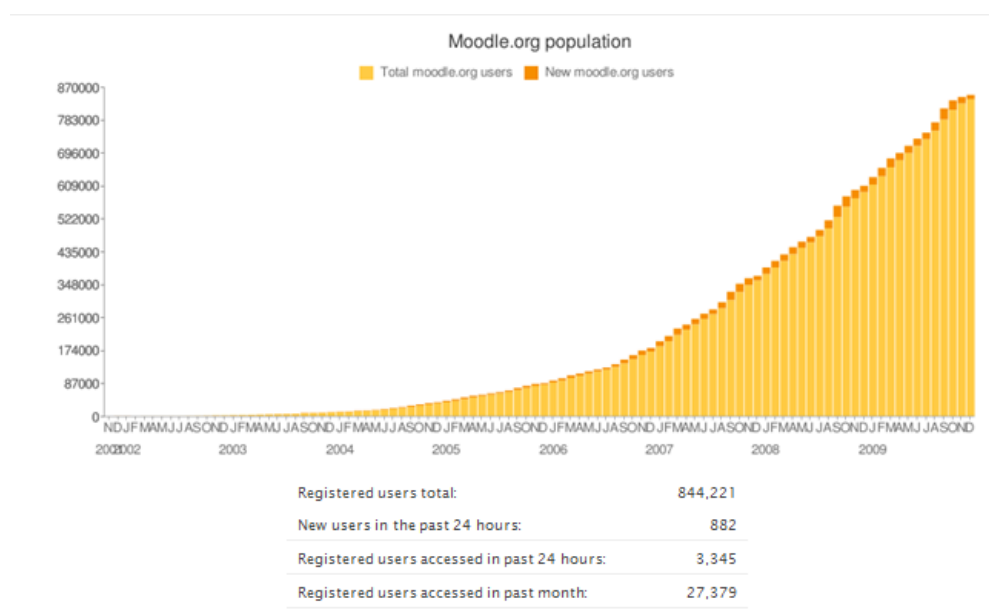 Moodle.org population
Total moodle.org users New moodle.org users
870000
783000
696000
609000
522000
435000
348000
261000
174000
87000
0
NDJFMAMJJASONDJFMAMJJASONDJFMAMJJASONDJFMAMJJASONDJFMAMJJASONDJFMAMJJASONDJFMAMJJASONDJFMAMJJASOND
2001 2002 2003 2004 2005 2006 2007 2008 2009
Registered users total: 844,221
New users in the past 24 hours: 882
Registered users accessed in past 24 hours: 3,345
Registered users accessed in past month: 27,379